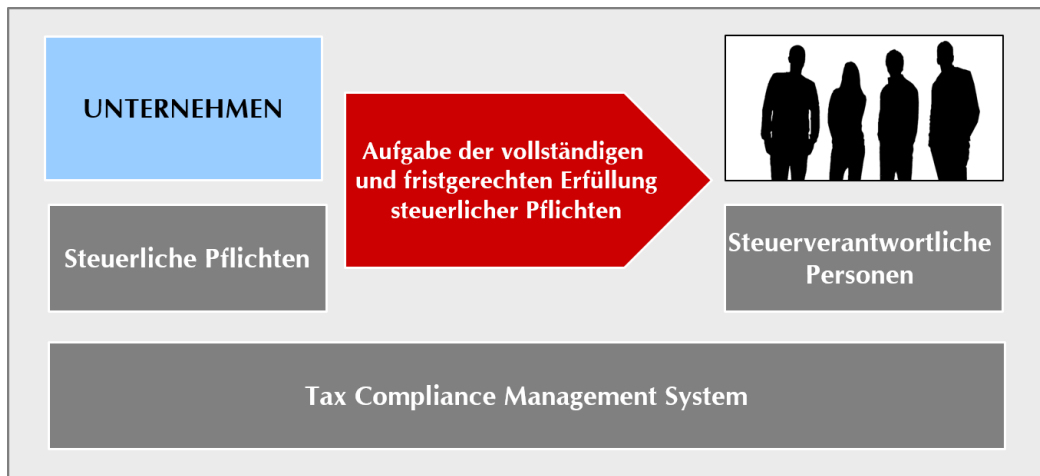 UNTERNEHMEN
Aufgabe der vollständigen
und fristgerechten Erfüllung
steuerlicher Pflichten
Steuerliche Pflichten
Steuerverantwortliche
Personen
Tax Compliance Management System